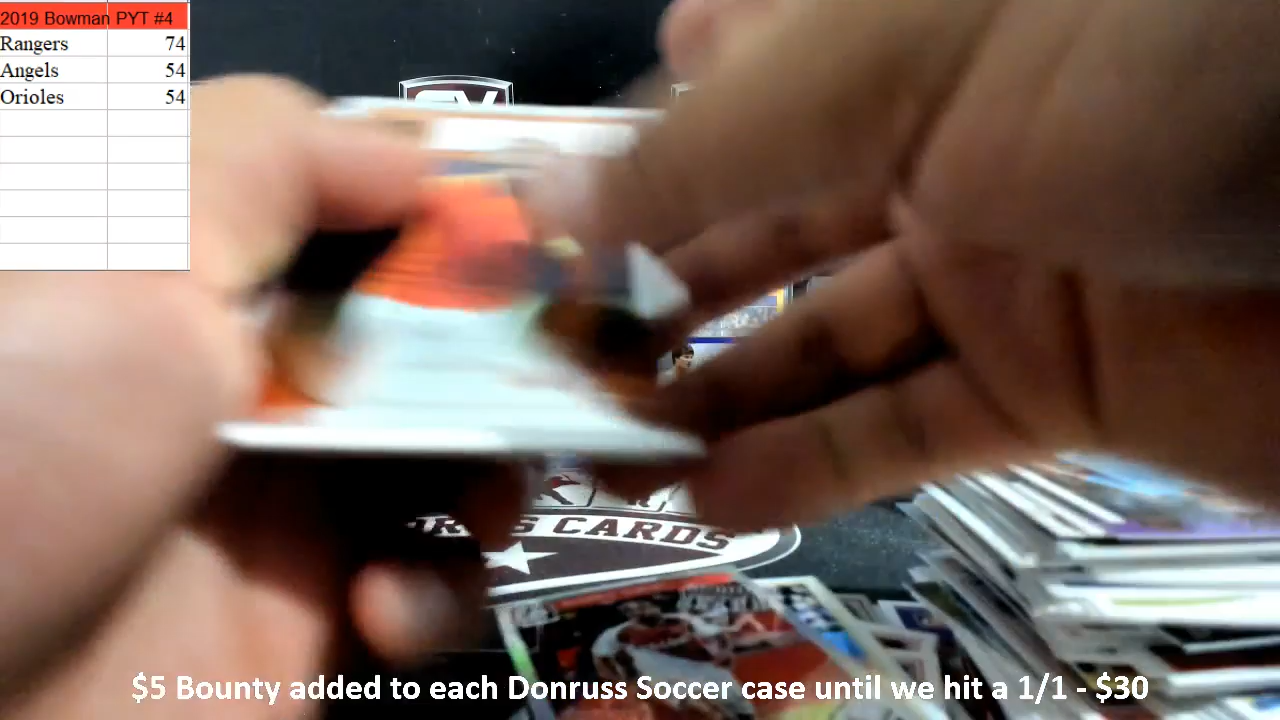 2019 Bowman PYT #4
Rangers 74
Angels 54
Orioles 54
CARDS
$5 Bounty added to each Donruss Soccer case until we hit a 1/1 - $30